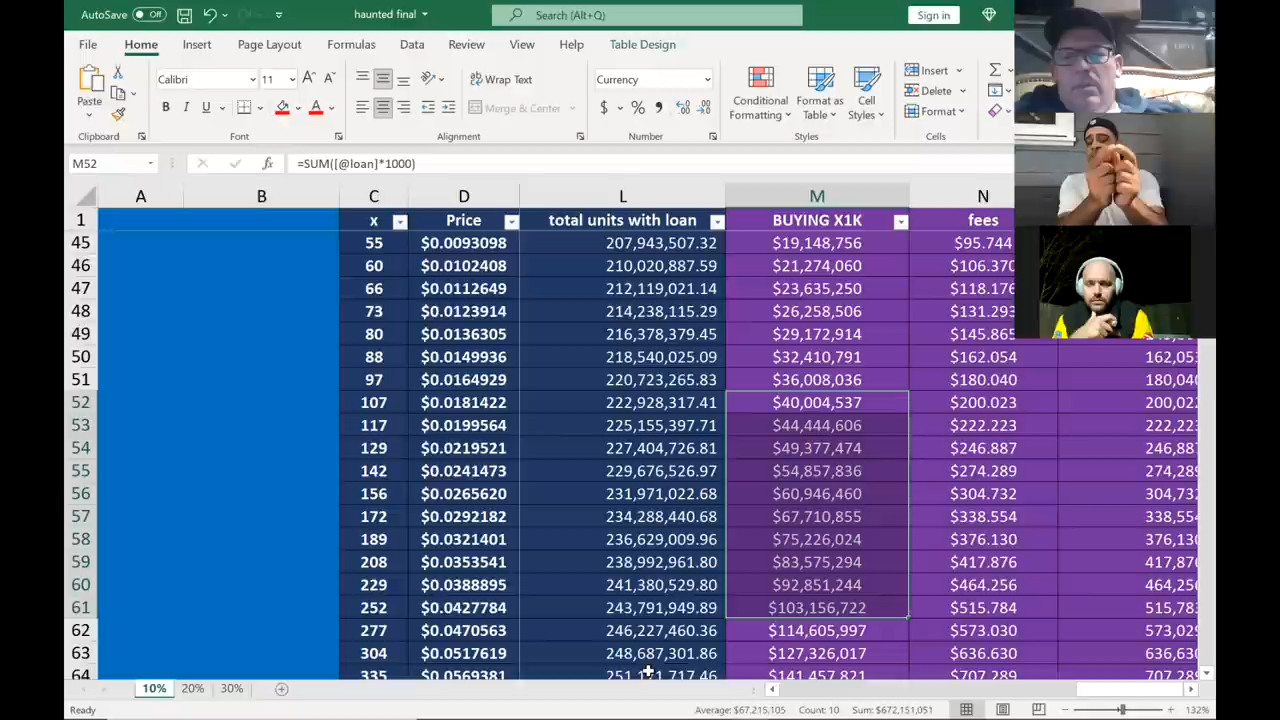 AutoSave Off haunted final Search (Alt+Q) Sign in
File Home Insert Page Layout Formulas Data Review View Help Table Design
Paste Calibri 11 Wrap Text Currency Conditional Formatting Format as Table Cell Styles Insert
B I U Merge & Center $ % Delete
Format
Clipboard Font Alignment Number Styles Cells
M52 =SUM([@loan]*1000)
A B C D L M N
1 x Price total units with loan BUYING X1K fees
45 55 $0.0093098 207,943,507.32 $19,148,756 $95.744
46 60 $0.0102408 210,020,887.59 $21,274,060 $106.370
47 66 $0.0112649 212,119,021.14 $23,635,250 $118.176
48 73 $0.0123914 214,238,115.29 $26,258,506 $131.293
49 80 $0.0136305 216,378,379.45 $29,172,914 $145.865
50 88 $0.0149936 218,540,025.09 $32,410,791 $162.054 162,053
51 97 $0.0164929 220,723,265.83 $36,008,036 $180.040 180,040
52 107 $0.0181422 222,928,317.41 $40,004,537 $200.023 200,022
53 117 $0.0199564 225,155,397.71 $44,444,606 $222.223 222,223
54 129 $0.0219521 227,404,726.81 $49,377,474 $246.887 246,887
55 142 $0.0241473 229,676,526.97 $54,857,836 $274.289 274,289
56 156 $0.0265620 231,971,022.68 $60,946,460 $304.732 304,732
57 172 $0.0292182 234,288,440.68 $67,710,855 $338.554 338,554
58 189 $0.0321401 236,629,009.96 $75,226,024 $376.130 376,130
59 208 $0.0353541 238,992,961.80 $83,575,294 $417.876 417,876
60 229 $0.0388895 241,380,529.80 $92,851,244 $464.256 464,256
61 252 $0.0427784 243,791,949.89 $103,156,722 $515.784 515,783
62 277 $0.0470563 246,227,460.36 $114,605,997 $573.030 573,029
63 304 $0.0517619 248,687,301.86 $127,326,017 $636.630 636,630
64 335 $0.0569381 $141,457,821 $707.289 707,289
10% 20% 30%
Ready Average: $67,215,105 Count: 10 Sum: $672,151,051 132%